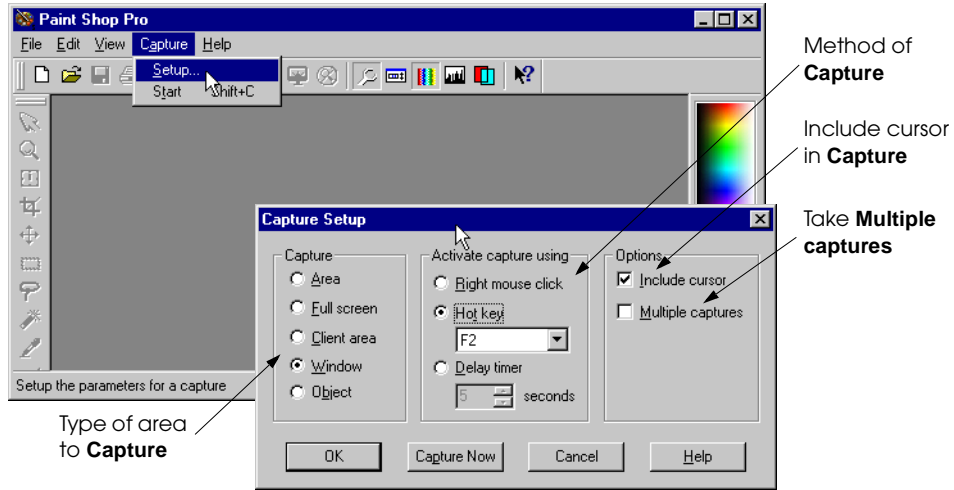 Paint Shop Pro
File Edit View Capture Help
Setup...
Start Shift+C
Setup the parameters for a capture
Method of
Capture
Include cursor
in Capture
Take Multiple
captures
Type of area
to Capture
Capture Setup
Capture
Area
Full screen
Client area
Window
Object
Activate capture using
Right mouse click
Hot key
F2
Delay timer
5 seconds
Options
Include cursor
Multiple captures
OK
Capture Now
Cancel
Help